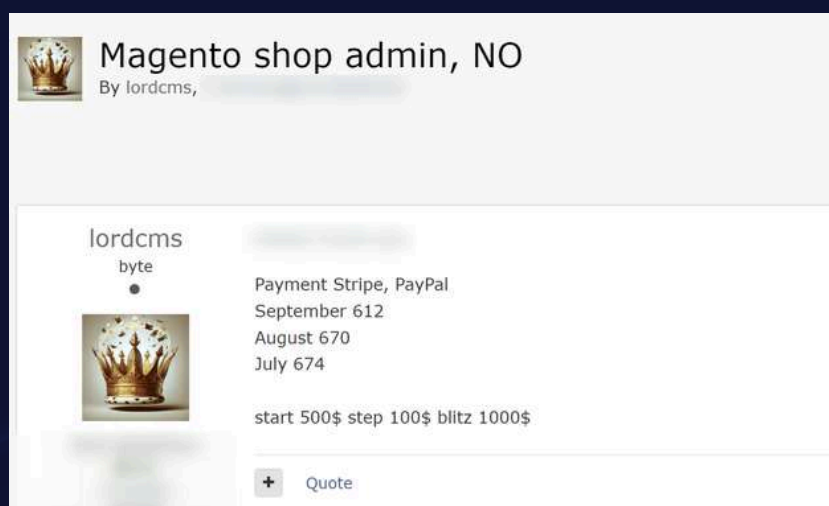 Magento shop admin, NO
By lordcms,
lordcms
byte
Payment Stripe, PayPal
September 612
August 670
July 674
start 500$ step 100$ blitz 1000$
+ Quote